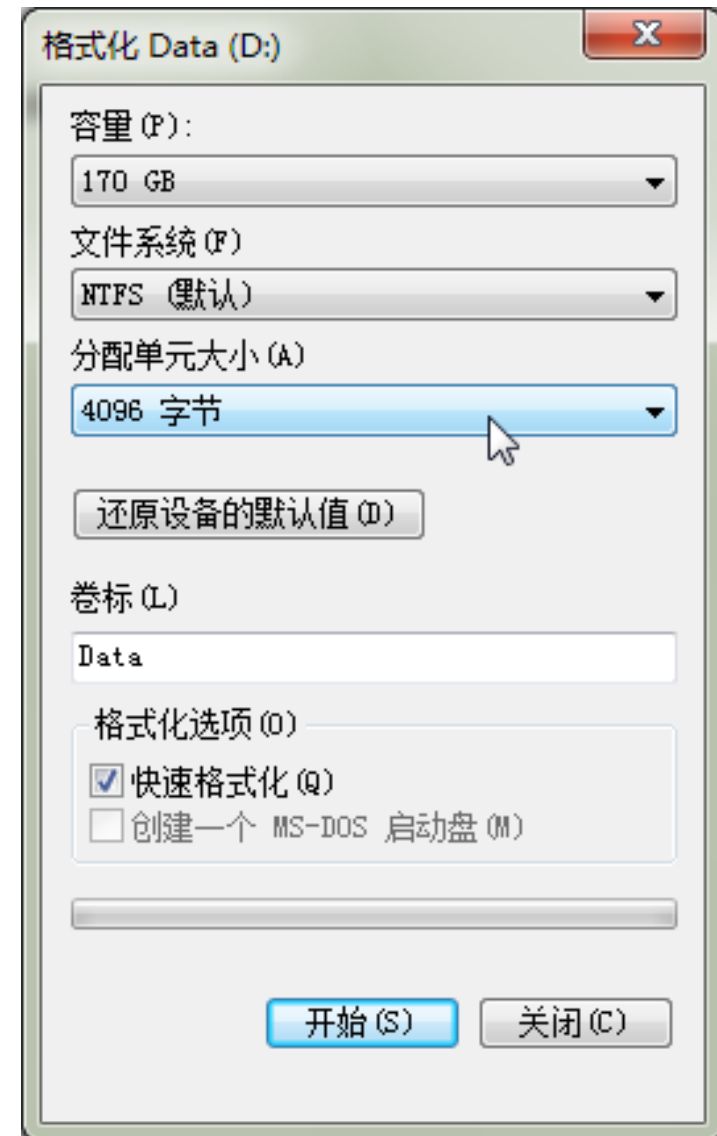 格式化 Data (D:)
容量(P):
170 GB
文件系统(F)
NTFS (默认)
分配单元大小(A)
4096 字节
还原设备的默认值(D)
卷标(L)
Data
格式化选项(O)
快速格式化(Q)
创建一个 MS-DOS 启动盘(M)
开始(S)
关闭(C)